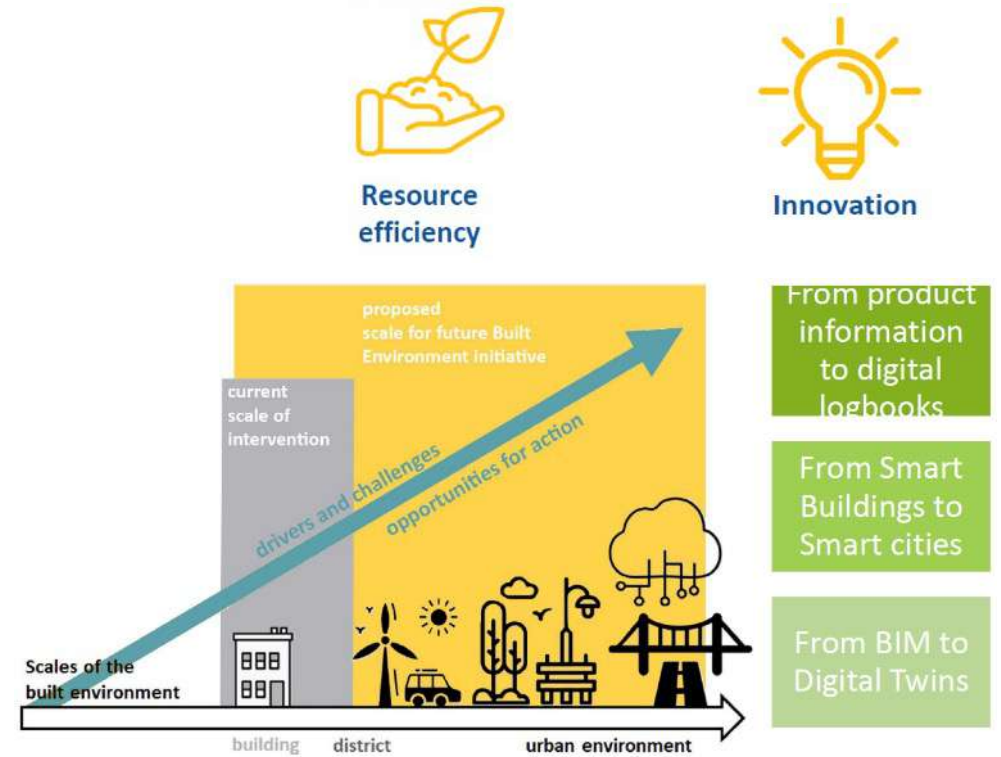 Resource
efficiency
Innovation
proposed
scale for future Built
Environment initiative
current
scale of
intervention
drivers and challenges
opportunities for action
Scales of the
built environment
building
district
urban environment
From product
information
to digital
logbooks
From Smart
Buildings to
Smart cities
From BIM to
Digital Twins